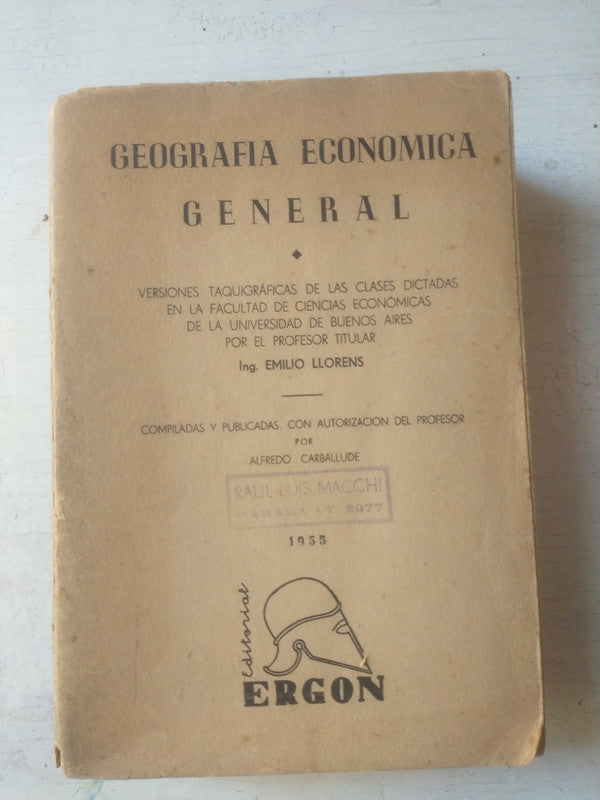 GEOGRAFIA ECONOMICA
GENERAL
VERSIONES TAQUIGRÁFICAS DE LAS CLASES DICTADAS
EN LA FACULTAD DE CIENCIAS ECONÓMICAS
DE LA UNIVERSIDAD DE BUENOS AIRES
POR EL PROFESOR TITULAR
Ing. EMILIO LLORENS
COMPILADAS Y PUBLICADAS, CON AUTORIZACION DEL PROFESOR
POR
ALFREDO CARBALLUDE
RAUL LUIS MACCHI
PARAGUAY 2077
1955
Editorial
ERGON